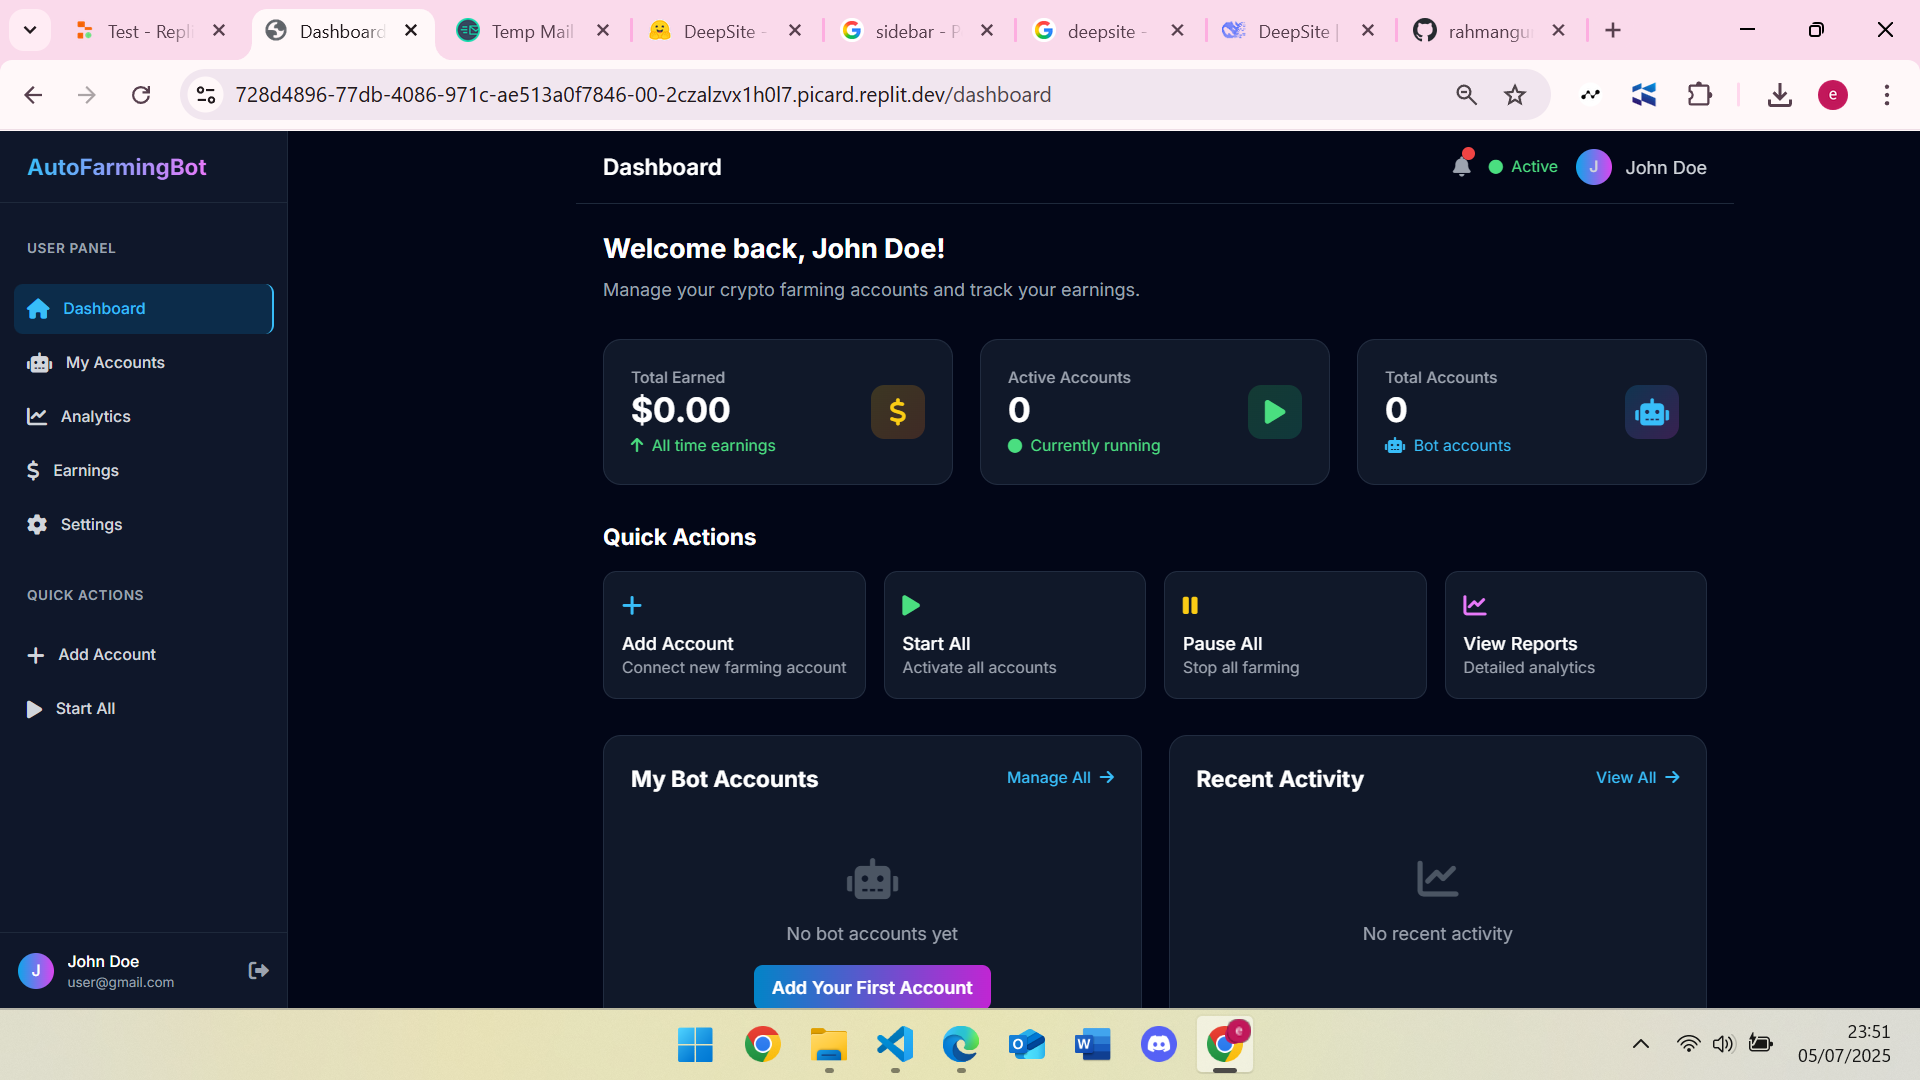 Test - Repli
Dashboard
Temp Mail
DeepSite -
sidebar - P
deepsite -
DeepSite |
rahmangu
728d4896-77db-4086-971c-ae513a0f7846-00-2czalzvx1h0l7.picard.replit.dev/dashboard
e
AutoFarmingBot
USER PANEL
Dashboard
My Accounts
Analytics
Earnings
Settings
QUICK ACTIONS
Add Account
Start All
J
John Doe
user@gmail.com
Dashboard
Active
J
John Doe
Welcome back, John Doe!
Manage your crypto farming accounts and track your earnings.
Total Earned
$0.00
All time earnings
Active Accounts
0
Currently running
Total Accounts
0
Bot accounts
Quick Actions
Add Account
Connect new farming account
Start All
Activate all accounts
Pause All
Stop all farming
View Reports
Detailed analytics
My Bot Accounts
Manage All
No bot accounts yet
Add Your First Account
Recent Activity
View All
No recent activity
e
23:51
05/07/2025